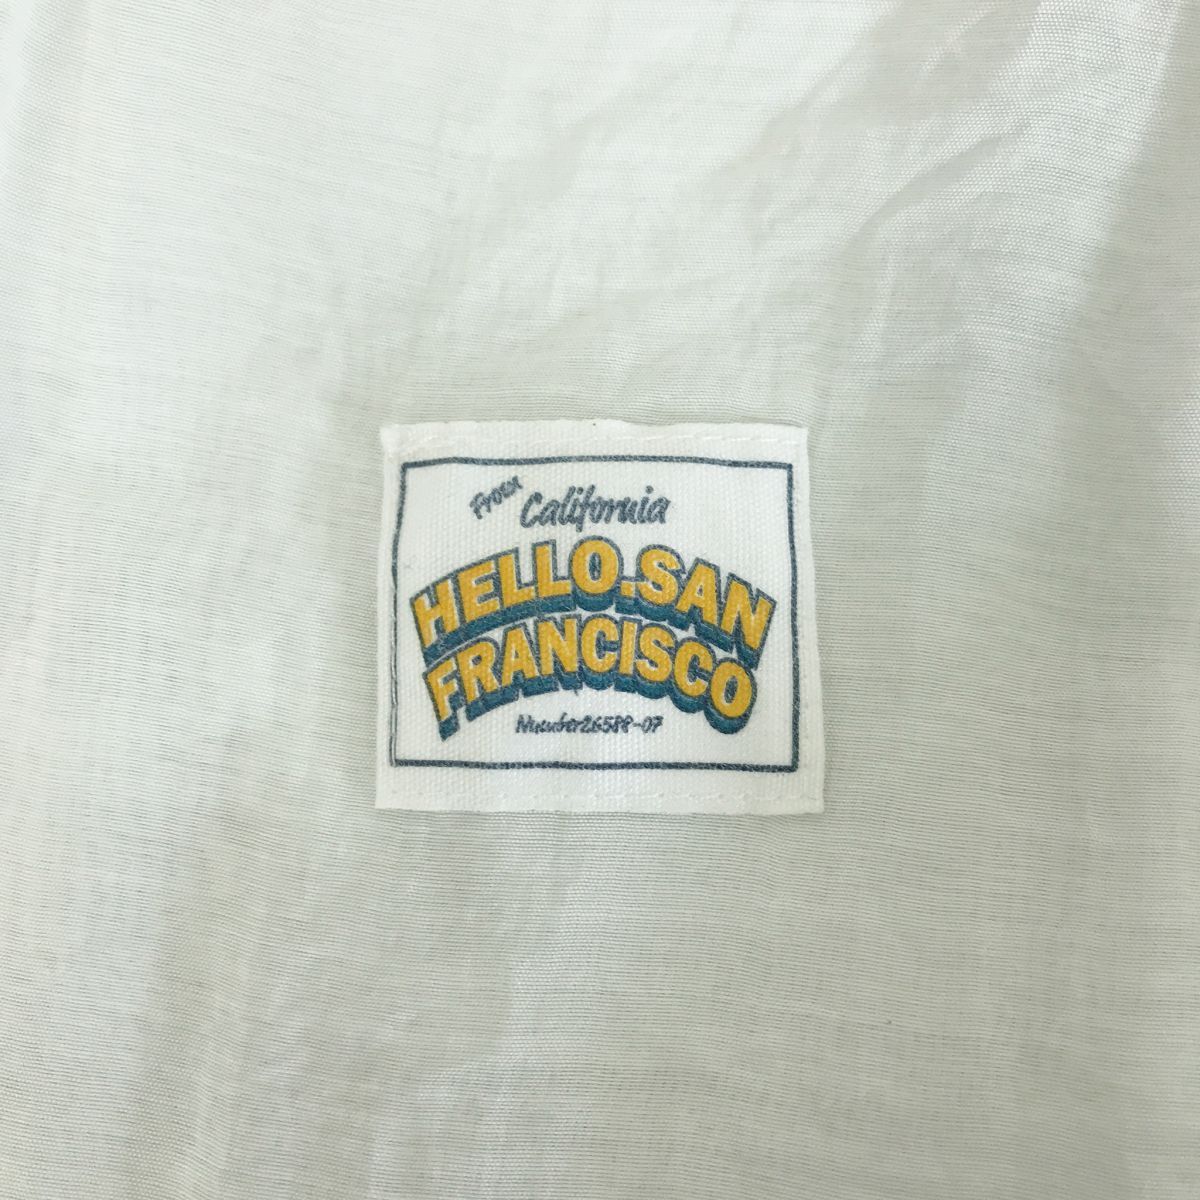 From
California
HELLO.SAN
FRANCISCO
Number26588-07